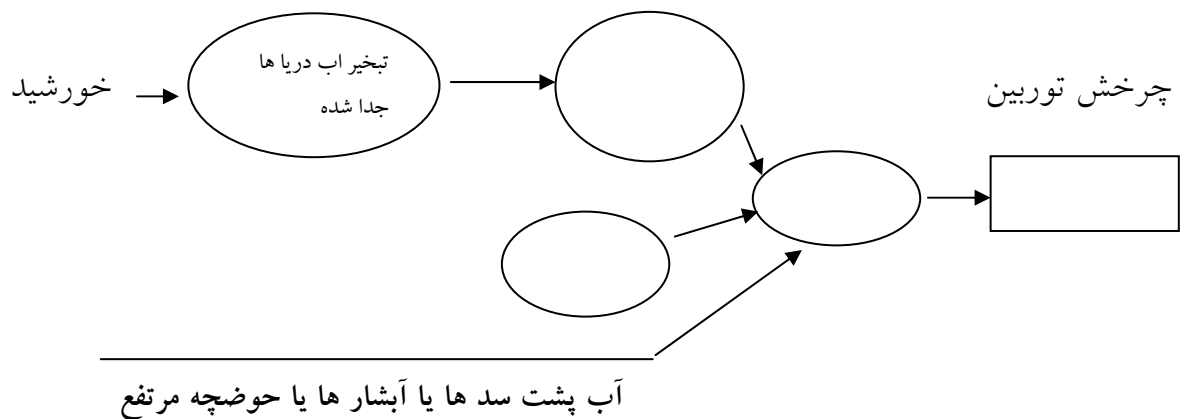 خورشید
تبخیر اب دریا ها
جدا شده
چرخش توربین
آب پشت سد ها یا آبشار ها یا حوضچه مرتفع